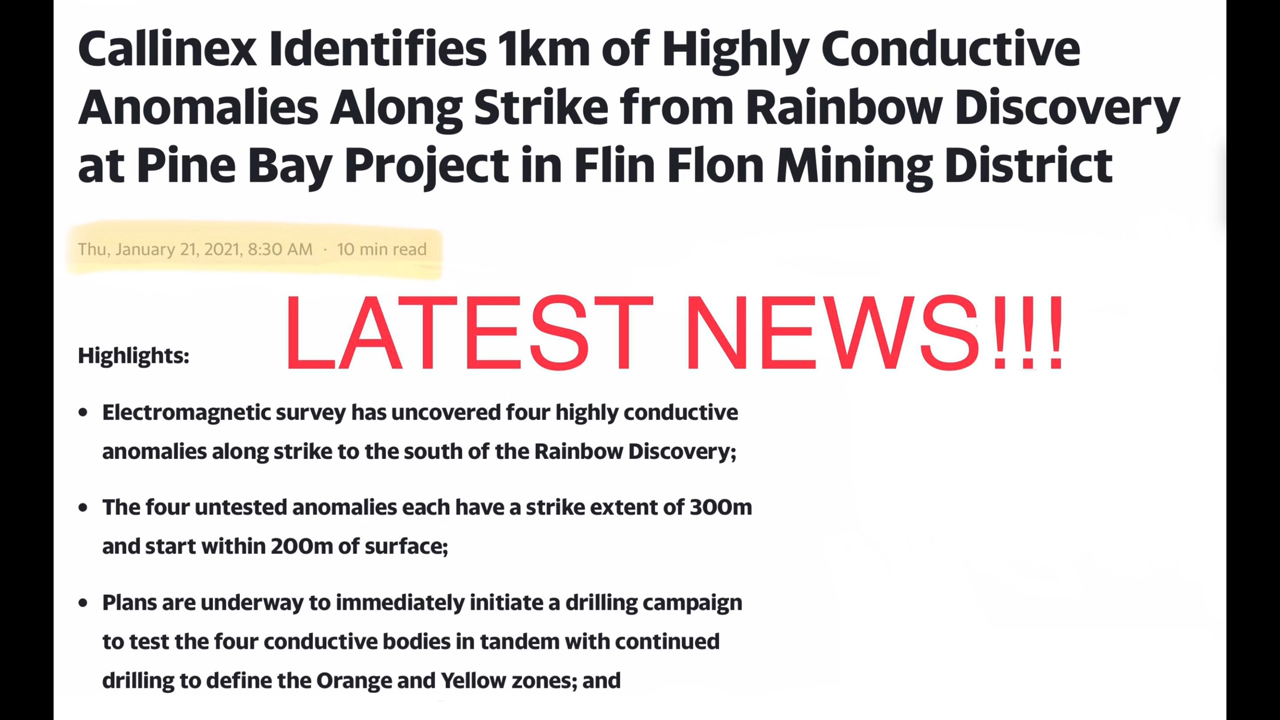 Callinex Identifies 1km of Highly Conductive
Anomalies Along Strike from Rainbow Discovery
at Pine Bay Project in Flin Flon Mining District
Thu, January 21, 2021, 8:30 AM · 10 min read
LATEST NEWS!!!
Highlights:
• Electromagnetic survey has uncovered four highly conductive
anomalies along strike to the south of the Rainbow Discovery;
• The four untested anomalies each have a strike extent of 300m
and start within 200m of surface;
• Plans are underway to immediately initiate a drilling campaign
to test the four conductive bodies in tandem with continued
drilling to define the Orange and Yellow zones; and